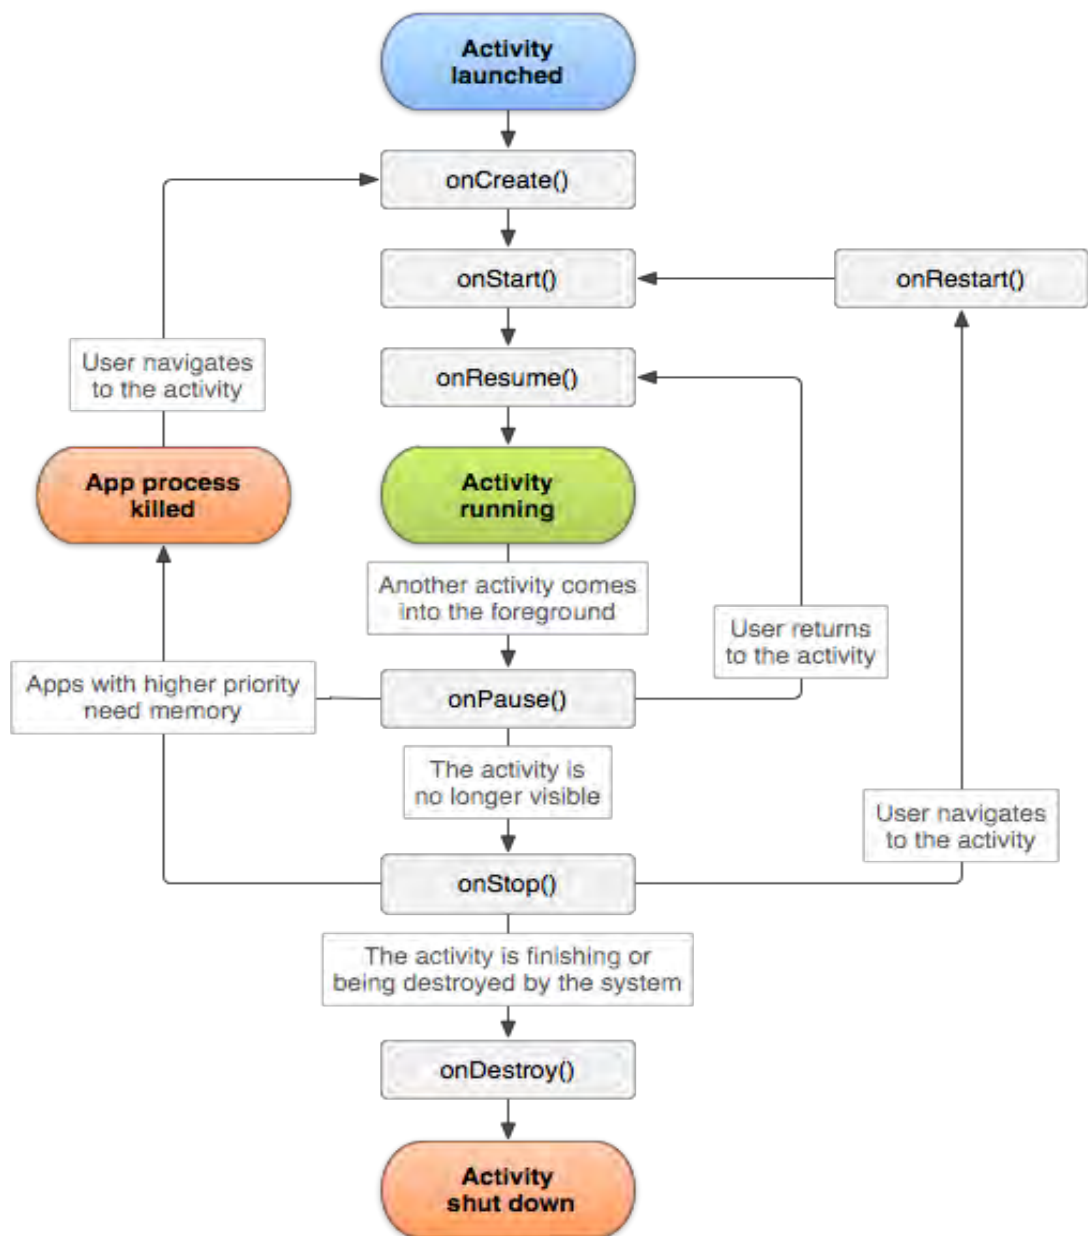 Activity
launched
onCreate()
onStart()
onRestart()
User navigates
to the activity
onResume()
App process
killed
Activity
running
Another activity comes
into the foreground
User returns
to the activity
Apps with higher priority
need memory
onPause()
The activity is
no longer visible
User navigates
to the activity
onStop()
The activity is finishing or
being destroyed by the system
onDestroy()
Activity
shut down